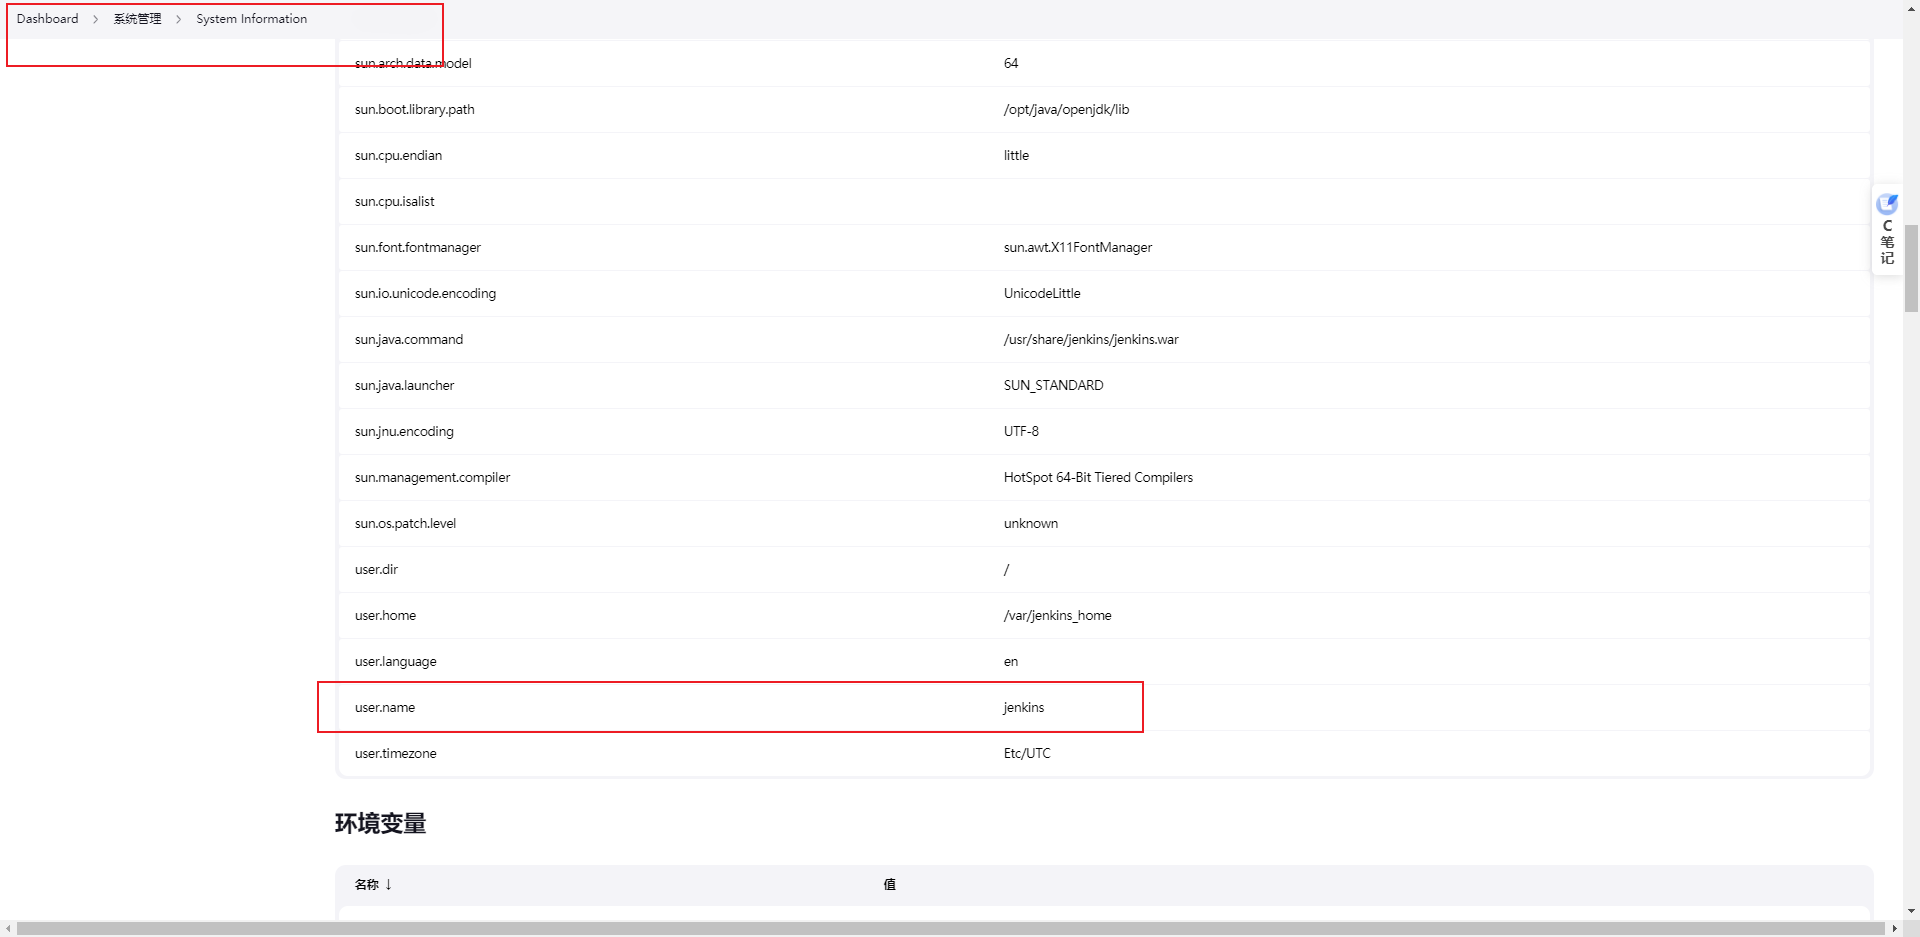 Dashboard > 系统管理 > System Information
sun.arch.data.model 64
sun.boot.library.path /opt/java/openjdk/lib
sun.cpu.endian little
sun.cpu.isalist
sun.font.fontmanager sun.awt.X11FontManager
sun.io.unicode.encoding UnicodeLittle
sun.java.command /usr/share/jenkins/jenkins.war
sun.java.launcher SUN_STANDARD
sun.jnu.encoding UTF-8
sun.management.compiler HotSpot 64-Bit Tiered Compilers
sun.os.patch.level unknown
user.dir /
user.home /var/jenkins_home
user.language en
user.name jenkins
user.timezone Etc/UTC
环境变量
名称 ↓ 值
C
笔
记